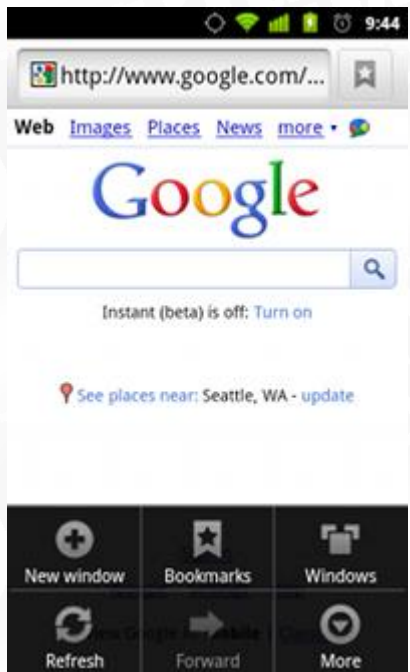 9:44
http://www.google.com/...
Web Images Places News more
Google
Instant (beta) is off: Turn on
See places near: Seattle, WA - update
New window Bookmarks Windows
Refresh Forward More